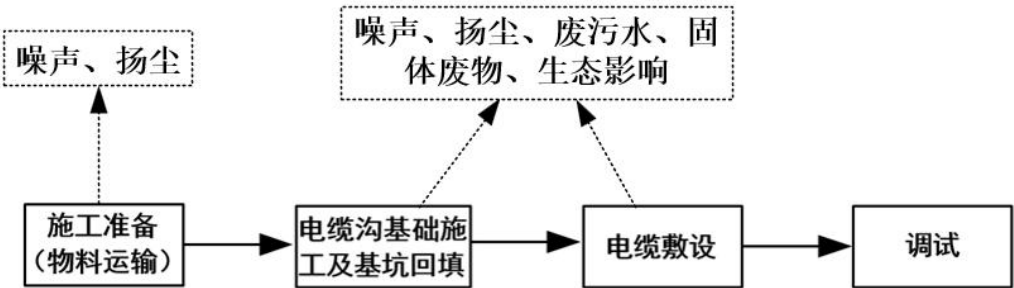 噪声、扬尘
噪声、扬尘、废污水、固
体废物、生态影响
施工准备
（物料运输）
电缆沟基础施
工及基坑回填
电缆敷设
调试